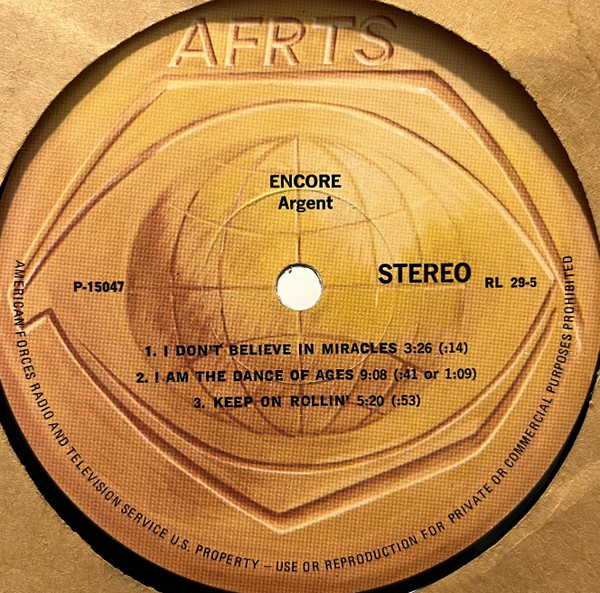 AFRTS
ENCORE
Argent
P-15047
STEREO
RL 29-5
1. I DON'T BELIEVE IN MIRACLES 3:26 (:14)
2. I AM THE DANCE OF AGES 9:08 (:41 or 1:09)
3. KEEP ON ROLLIN' 5:20 (:53)
AMERICAN FORCES RADIO AND TELEVISION SERVICE U.S. PROPERTY – USE OR REPRODUCTION FOR PRIVATE OR COMMERCIAL PURPOSES PROHIBITED